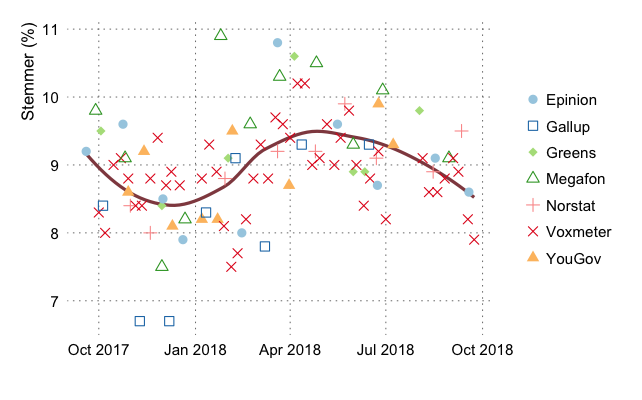 Stemmer (%)
11
10
9
8
7
Oct 2017
Jan 2018
Apr 2018
Jul 2018
Oct 2018
Epinion
Gallup
Greens
Megafon
Norstat
Voxmeter
YouGov